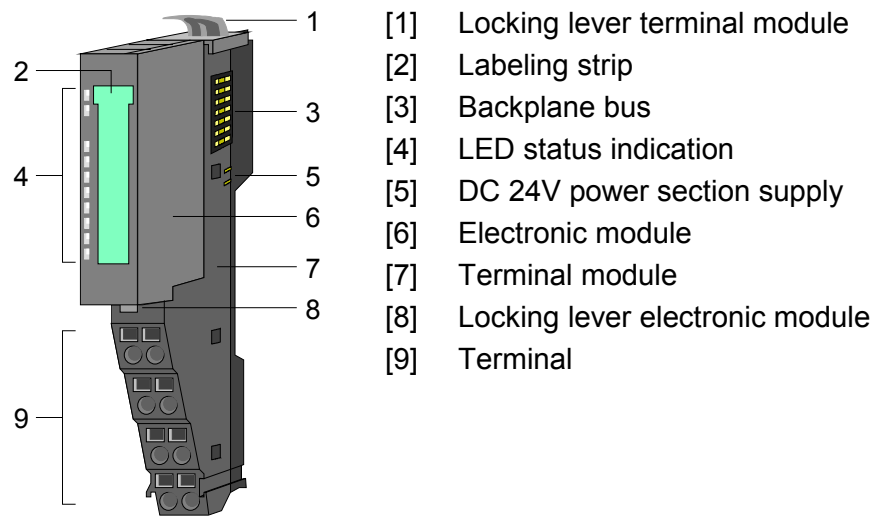 1
2
3
4
5
6
7
8
9
[1] Locking lever terminal module
[2] Labeling strip
[3] Backplane bus
[4] LED status indication
[5] DC 24V power section supply
[6] Electronic module
[7] Terminal module
[8] Locking lever electronic module
[9] Terminal